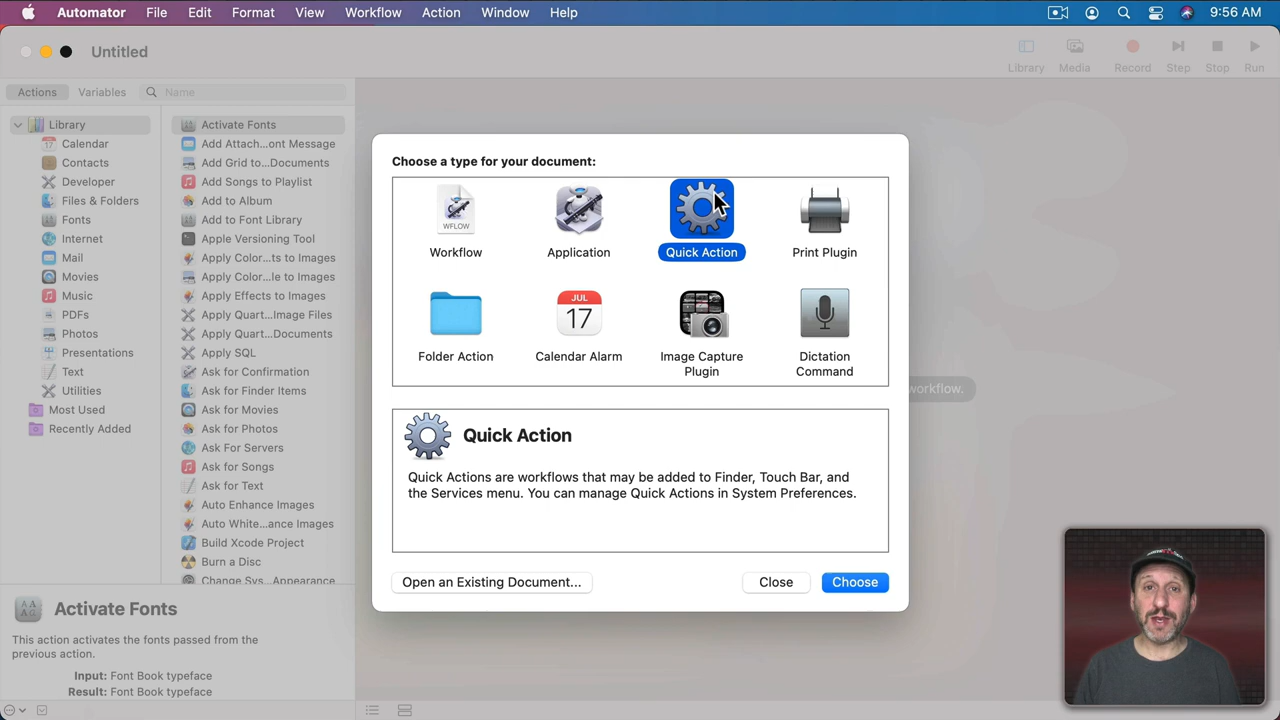 Automator File Edit Format View Workflow Action Window Help 9:56 AM
Untitled
Library Media Record Step Stop Run
Actions Variables Name
Library
Calendar
Contacts
Developer
Files & Folders
Fonts
Internet
Mail
Movies
Music
PDFs
Photos
Presentations
Text
Utilities
Most Used
Recently Added
Activate Fonts
Add Attach...ont Message
Add Grid to...Documents
Add Songs to Playlist
Add to Album
Add to Font Library
Apple Versioning Tool
Apply Color...ts to Images
Apply Color...le to Images
Apply Effects to Images
Apply Quart...Image Files
Apply Quart...Documents
Apply SQL
Ask for Confirmation
Ask for Finder Items
Ask for Movies
Ask for Photos
Ask For Servers
Ask for Songs
Ask for Text
Auto Enhance Images
Auto White...ance Images
Build Xcode Project
Burn a Disc
Change Sys...Appearance
Activate Fonts
This action activates the fonts passed from the
previous action.
Input: Font Book typeface
Result: Font Book typeface
Choose a type for your document:
WFLOW
Workflow Application Quick Action Print Plugin
JUL
17
Folder Action Calendar Alarm Image Capture Plugin Dictation Command
workflow.
Quick Action
Quick Actions are workflows that may be added to Finder, Touch Bar, and
the Services menu. You can manage Quick Actions in System Preferences.
Open an Existing Document... Close Choose